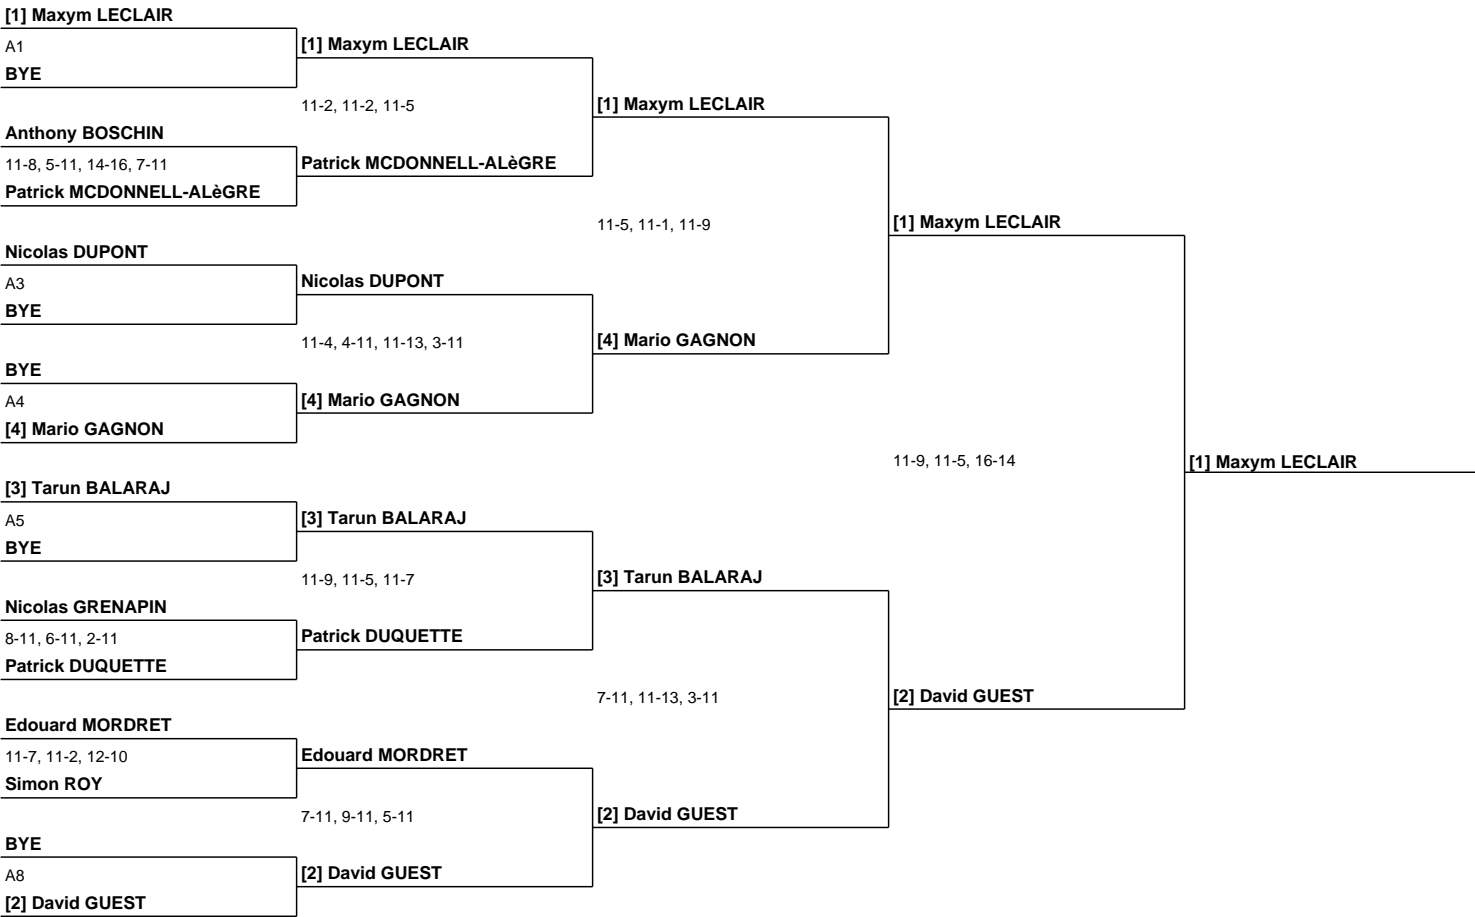 [1] Maxym LECLAIR
A1
BYE
Anthony BOSCHIN
11-8, 5-11, 14-16, 7-11
Patrick MCDONNELL-ALèGRE
Nicolas DUPONT
A3
BYE
BYE
A4
[4] Mario GAGNON
[3] Tarun BALARAJ
A5
BYE
Nicolas GRENAPIN
8-11, 6-11, 2-11
Patrick DUQUETTE
Edouard MORDRET
11-7, 11-2, 12-10
Simon ROY
BYE
A8
[2] David GUEST
[1] Maxym LECLAIR
11-2, 11-2, 11-5
Patrick MCDONNELL-ALèGRE
Nicolas DUPONT
11-4, 4-11, 11-13, 3-11
[4] Mario GAGNON
[3] Tarun BALARAJ
11-9, 11-5, 11-7
Patrick DUQUETTE
Edouard MORDRET
7-11, 9-11, 5-11
[2] David GUEST
[1] Maxym LECLAIR
11-5, 11-1, 11-9
[4] Mario GAGNON
[3] Tarun BALARAJ
7-11, 11-13, 3-11
[2] David GUEST
[1] Maxym LECLAIR
11-9, 11-5, 16-14
[2] David GUEST
[1] Maxym LECLAIR